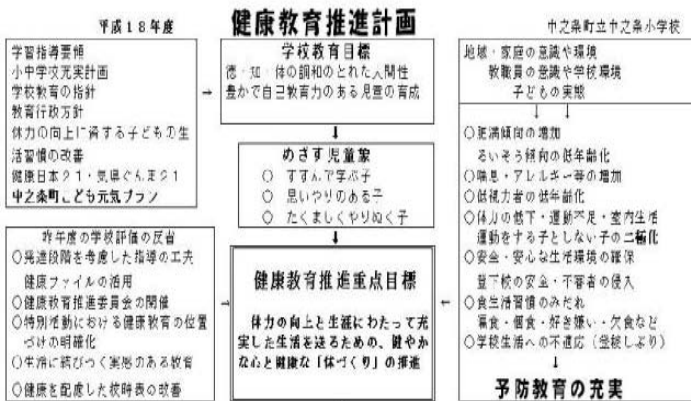 平成18年度
健康教育推進計画
中之条町立中之条小学校
学習指導要領
小中学校充実計画
学校教育の指針
教育行政方針
体力の向上に資する子どもの生
活習慣の改善
健康日本21・気県ぐんま21
中之条町こども元気プラン
学校教育目標
徳・知・体の調和のとれた人間性
豊かで自己教育力のある児童の育成
めざす児童象
○ すすんで学ぶ子
○ 思いやりのある子
○ たくましくやりぬく子
地域・家庭の意識や環境
教職員の意識や学校環境
子どもの実態
○肥満傾向の増加
るいそう傾向の低年齢化
○喘息・アレルギー等の増加
○低視力者の低年齢化
○体力の低下・運動不足・室内生活
運動をする子としない子の二極化
○安全・安心な生活環境の確保
登下校の安全・不審者の侵入
○食生活習慣のみだれ
偏食・個食・好き嫌い・欠食など
○学校生活への不適応(登校しぶり)
予防教育の充実
昨年度の学校評価の反省
○発達段階を考慮した指導の工夫
健康ファイルの活用
○健康教育推進委員会の開催
○特別活動における健康教育の位置
づけの明確化
○生活に結びつく実感のある教育
○健康を配慮した校時表の改善
健康教育推進重点目標
体力の向上と生涯にわたって充
実した生活を送るための、健やか
な心と健康な「体づくり」の推進